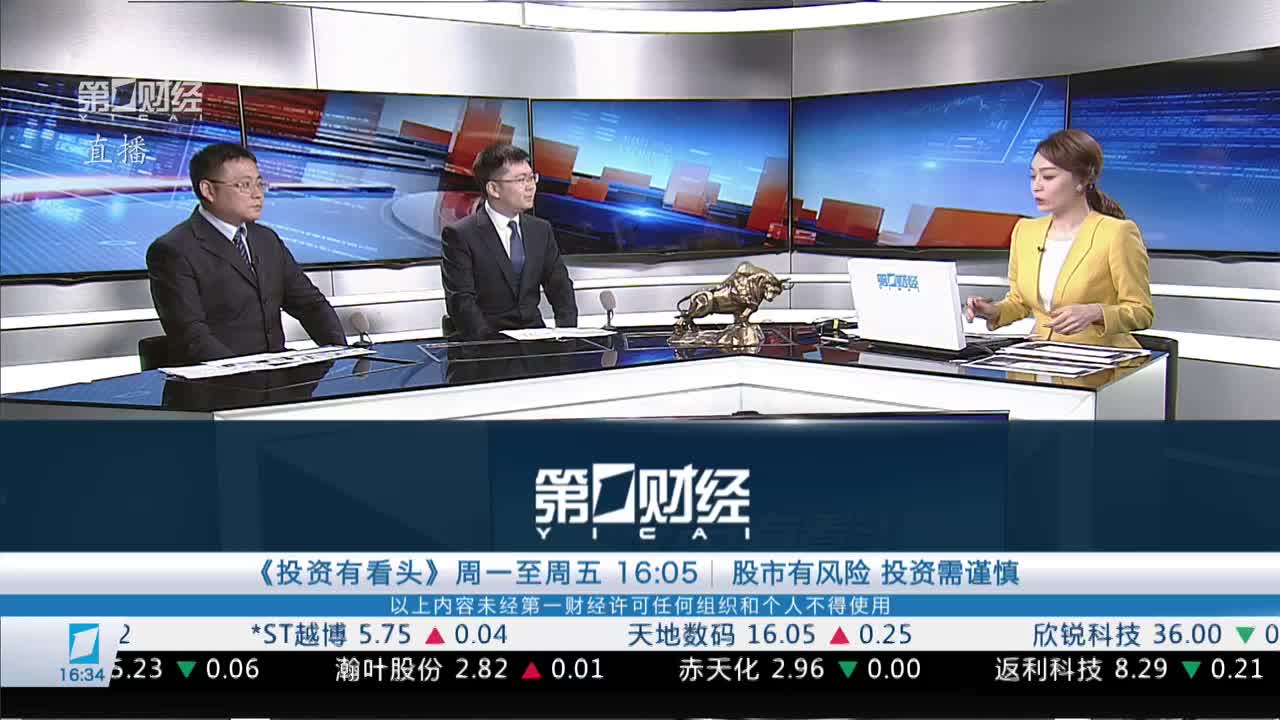 第一财经
YICAI
直播
第一财经
YICAI
第一财经
YICAI
《投资有看头》周一至周五 16:05 | 股市有风险 投资需谨慎
以上内容未经第一财经许可任何组织和个人不得使用
2 *ST越博 5.75 ▲ 0.04 天地数码 16.05 ▲ 0.25 欣锐科技 36.00 ▼ 0
16:34
5.23 ▼ 0.06 瀚叶股份 2.82 ▲ 0.01 赤天化 2.96 ▼ 0.00 返利科技 8.29 ▼ 0.21